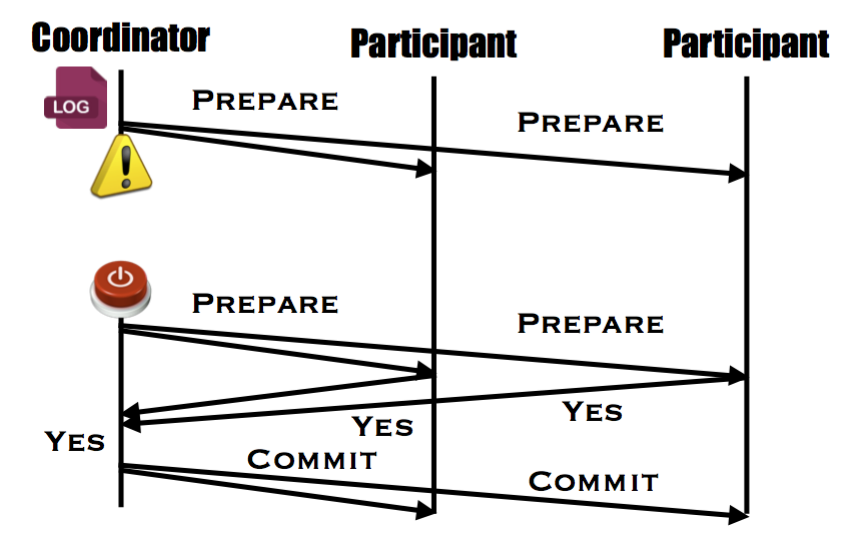 Coordinator
Participant
Participant
LOG
PREPARE
PREPARE
PREPARE
PREPARE
YES
YES
YES
COMMIT
COMMIT